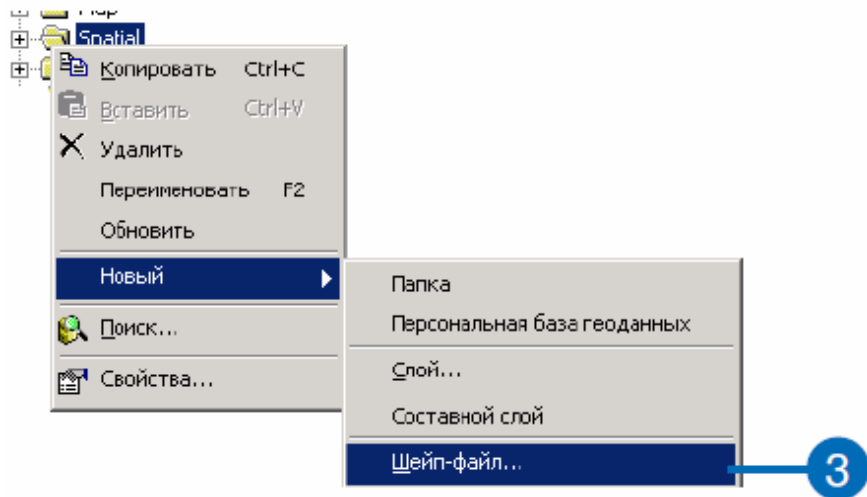 Spatial
Копировать Ctrl+C
Вставить Ctrl+V
Удалить
Переименовать F2
Обновить
Новый
Поиск...
Свойства...
Папка
Персональная база геоданных
Слой...
Составной слой
Шейп-файл...
3